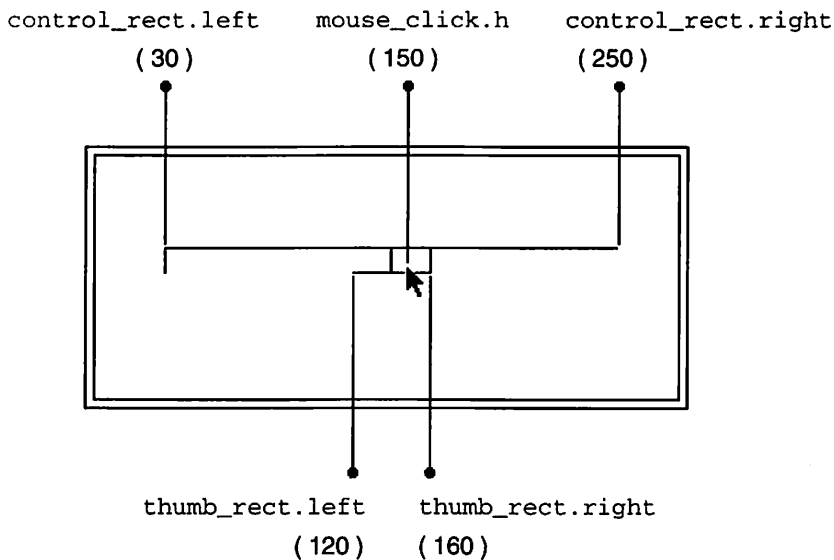 control_rect.left mouse_click.h control_rect.right
(30) (150) (250)
thumb_rect.left thumb_rect.right
(120) (160)